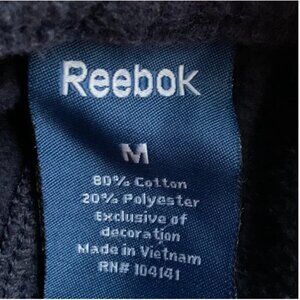 Reebok
M
80% Cotton
20% Polyester
Exclusive of
decoration
Made in Vietnam
RN# 104141